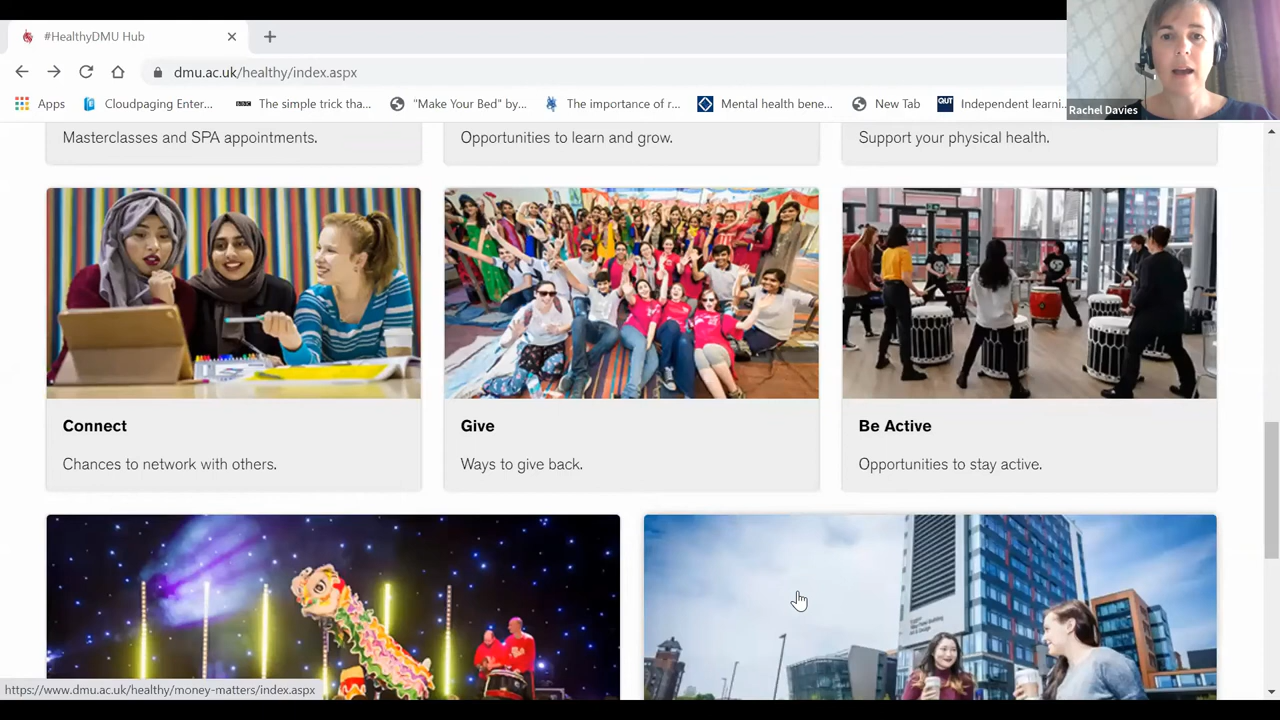 #HealthyDMU Hub
dmu.ac.uk/healthy/index.aspx
Rachel Davies
Apps
Cloudpaging Enter...
BBC
The simple trick tha...
"Make Your Bed" by...
The importance of r...
Mental health bene...
New Tab
QUT
Independent learni...
Masterclasses and SPA appointments.
Opportunities to learn and grow.
Support your physical health.
Connect
Chances to network with others.
Give
Ways to give back.
Be Active
Opportunities to stay active.
https://www.dmu.ac.uk/healthy/money-matters/index.aspx